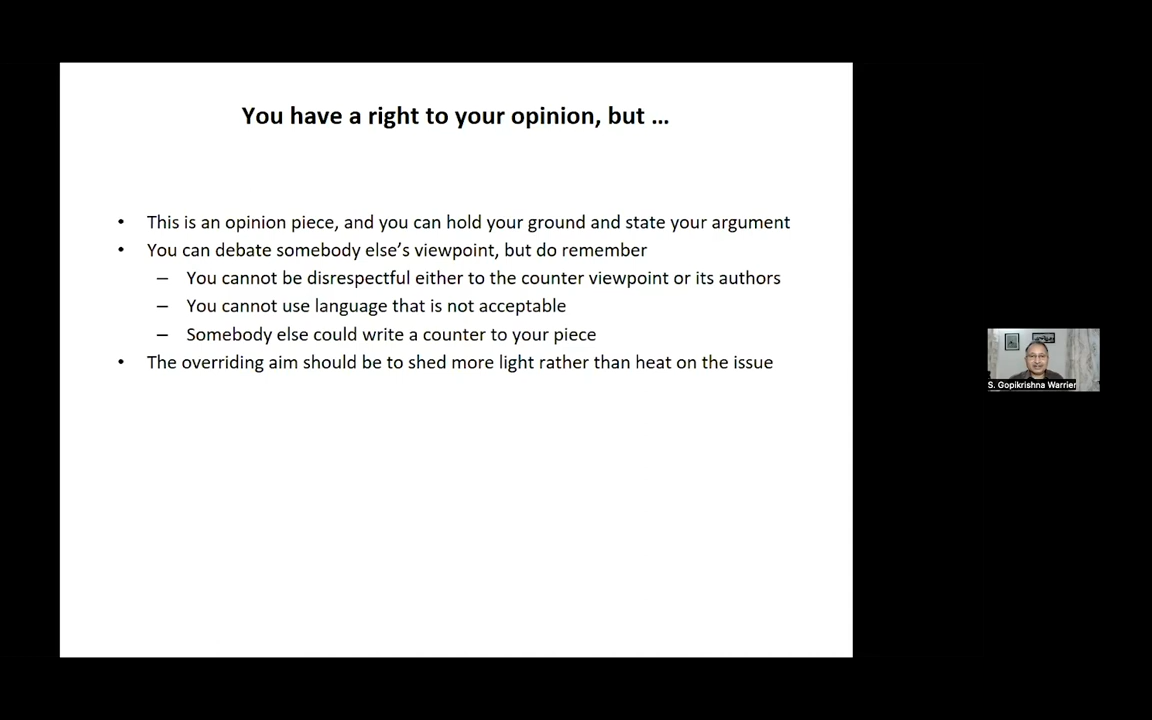 You have a right to your opinion, but …
• This is an opinion piece, and you can hold your ground and state your argument
• You can debate somebody else’s viewpoint, but do remember
– You cannot be disrespectful either to the counter viewpoint or its authors
– You cannot use language that is not acceptable
– Somebody else could write a counter to your piece
• The overriding aim should be to shed more light rather than heat on the issue
S. Gopikrishna Warrier